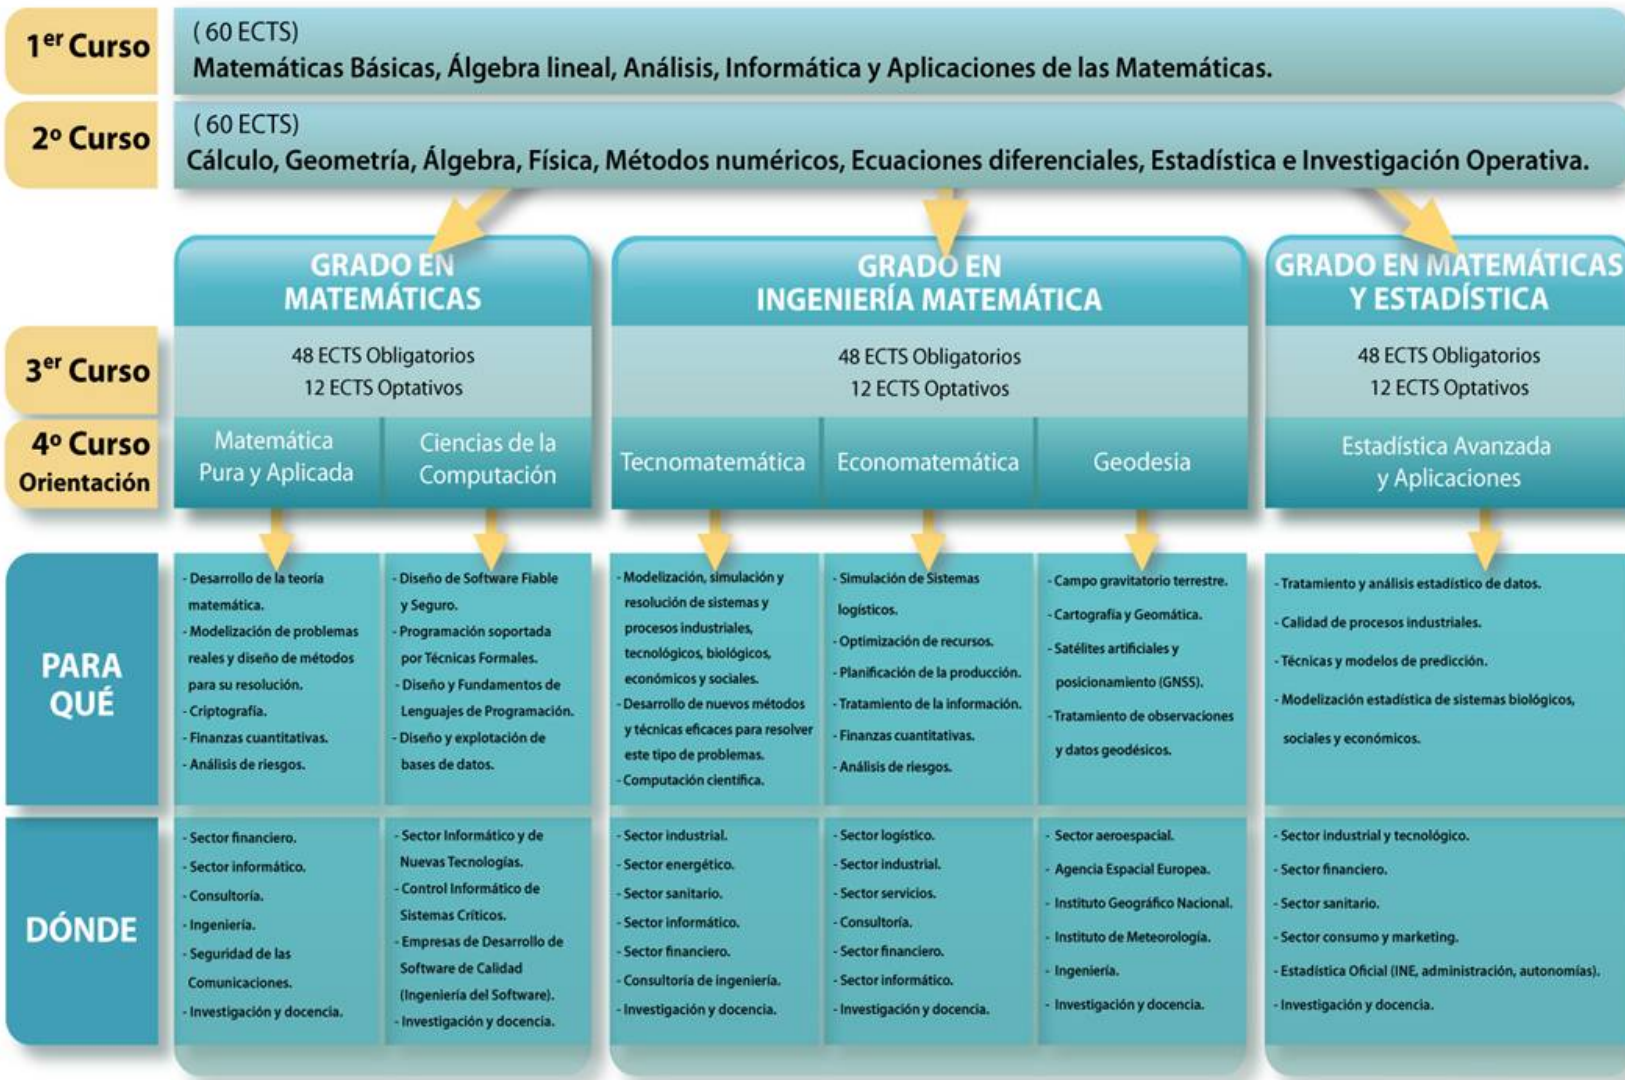 1er Curso
( 60 ECTS)
Matemáticas Básicas, Álgebra lineal, Análisis, Informática y Aplicaciones de las Matemáticas.
2º Curso
( 60 ECTS)
Cálculo, Geometría, Álgebra, Física, Métodos numéricos, Ecuaciones diferenciales, Estadística e Investigación Operativa.
GRADO EN
MATEMÁTICAS
GRADO EN
INGENIERÍA MATEMÁTICA
GRADO EN MATEMÁTICAS
Y ESTADÍSTICA
3er Curso
48 ECTS Obligatorios
12 ECTS Optativos
48 ECTS Obligatorios
12 ECTS Optativos
48 ECTS Obligatorios
12 ECTS Optativos
4º Curso
Orientación
Matemática
Pura y Aplicada
Ciencias de la
Computación
Tecnomatemática
Economatemática
Geodesia
Estadística Avanzada
y Aplicaciones
PARA
QUÉ
- Desarrollo de la teoría
matemática.
- Modelización de problemas
reales y diseño de métodos
para su resolución.
- Criptografía.
- Finanzas cuantitativas.
- Análisis de riesgos.
- Diseño de Software Fiable
y Seguro.
- Programación soportada
por Técnicas Formales.
- Diseño y Fundamentos de
Lenguajes de Programación.
- Diseño y explotación de
bases de datos.
- Modelización, simulación y
resolución de sistemas y
procesos industriales,
tecnológicos, biológicos,
económicos y sociales.
- Desarrollo de nuevos métodos
y técnicas eficaces para resolver
este tipo de problemas.
- Computación científica.
- Simulación de Sistemas
logísticos.
- Optimización de recursos.
- Planificación de la producción.
- Tratamiento de la información.
- Finanzas cuantitativas.
- Análisis de riesgos.
- Campo gravitatorio terrestre.
- Cartografía y Geomática.
- Satélites artificiales y
posicionamiento (GNSS).
- Tratamiento de observaciones
y datos geodésicos.
- Tratamiento y análisis estadístico de datos.
- Calidad de procesos industriales.
- Técnicas y modelos de predicción.
- Modelización estadística de sistemas biológicos,
sociales y económicos.
DÓNDE
- Sector financiero.
- Sector informático.
- Consultoría.
- Ingeniería.
- Seguridad de las
Comunicaciones.
- Investigación y docencia.
- Sector Informático y de
Nuevas Tecnologías.
- Control Informático de
Sistemas Críticos.
- Empresas de Desarrollo de
Software de Calidad
(Ingeniería del Software).
- Investigación y docencia.
- Sector industrial.
- Sector energético.
- Sector sanitario.
- Sector informático.
- Sector financiero.
- Consultoría de ingeniería.
- Investigación y docencia.
- Sector logístico.
- Sector industrial.
- Sector servicios.
- Consultoría.
- Sector financiero.
- Sector informático.
- Investigación y docencia.
- Sector aeroespacial.
- Agencia Espacial Europea.
- Instituto Geográfico Nacional.
- Instituto de Meteorología.
- Ingeniería.
- Investigación y docencia.
- Sector industrial y tecnológico.
- Sector financiero.
- Sector sanitario.
- Sector consumo y marketing.
- Estadística Oficial (INE, administración, autonomías).
- Investigación y docencia.